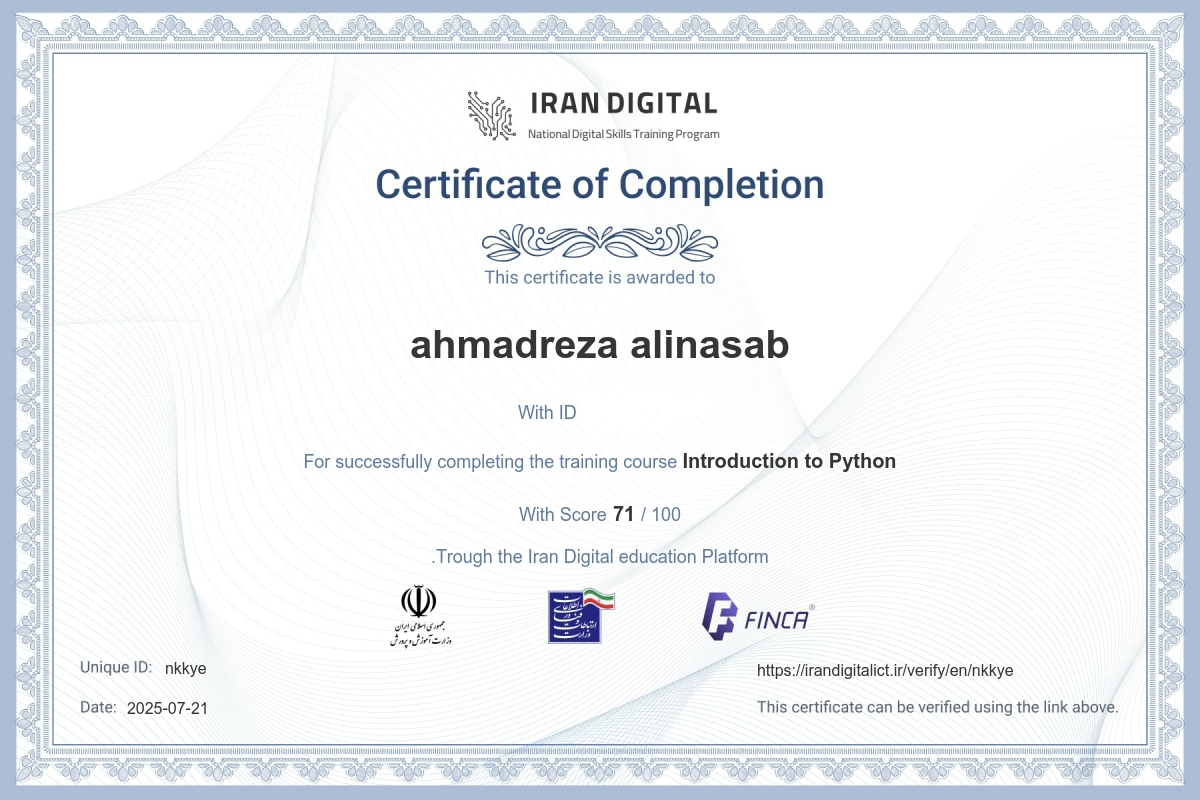 IRAN DIGITAL
National Digital Skills Training Program
Certificate of Completion
This certificate is awarded to
ahmadreza alinasab
With ID
For successfully completing the training course Introduction to Python
With Score 71 / 100
.Trough the Iran Digital education Platform
جمهوری اسلامی ایران
وزارت آموزش و پرورش
وزارت ارتباطات و فناوری اطلاعات
FINCA®
Unique ID: nkkye
https://irandigitalict.ir/verify/en/nkkye
Date: 2025-07-21
This certificate can be verified using the link above.